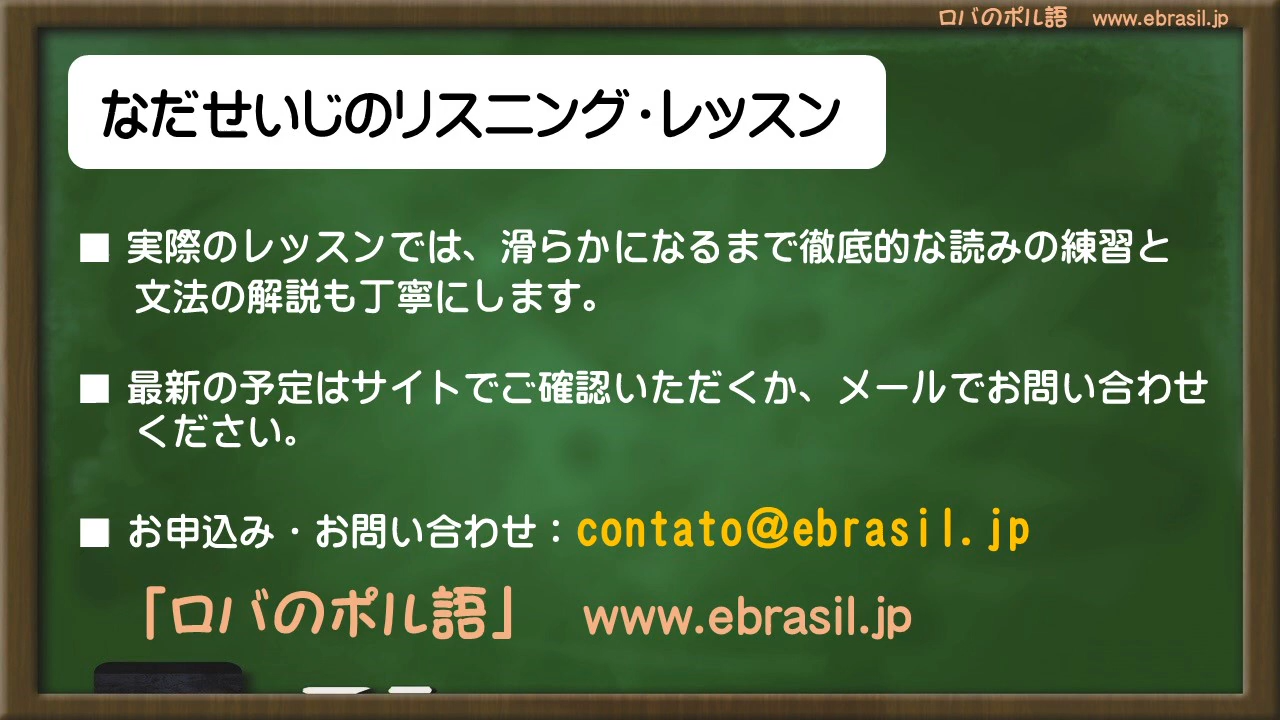 ロバのポル語 www.ebrasil.jp
なだせいじのリスニング・レッスン
■ 実際のレッスンでは、滑らかになるまで徹底的な読みの練習と
文法の解説も丁寧にします。
■ 最新の予定はサイトでご確認いただくか、メールでお問い合わせ
ください。
■ お申込み・お問い合わせ：contato@ebrasil.jp
「ロバのポル語」 www.ebrasil.jp